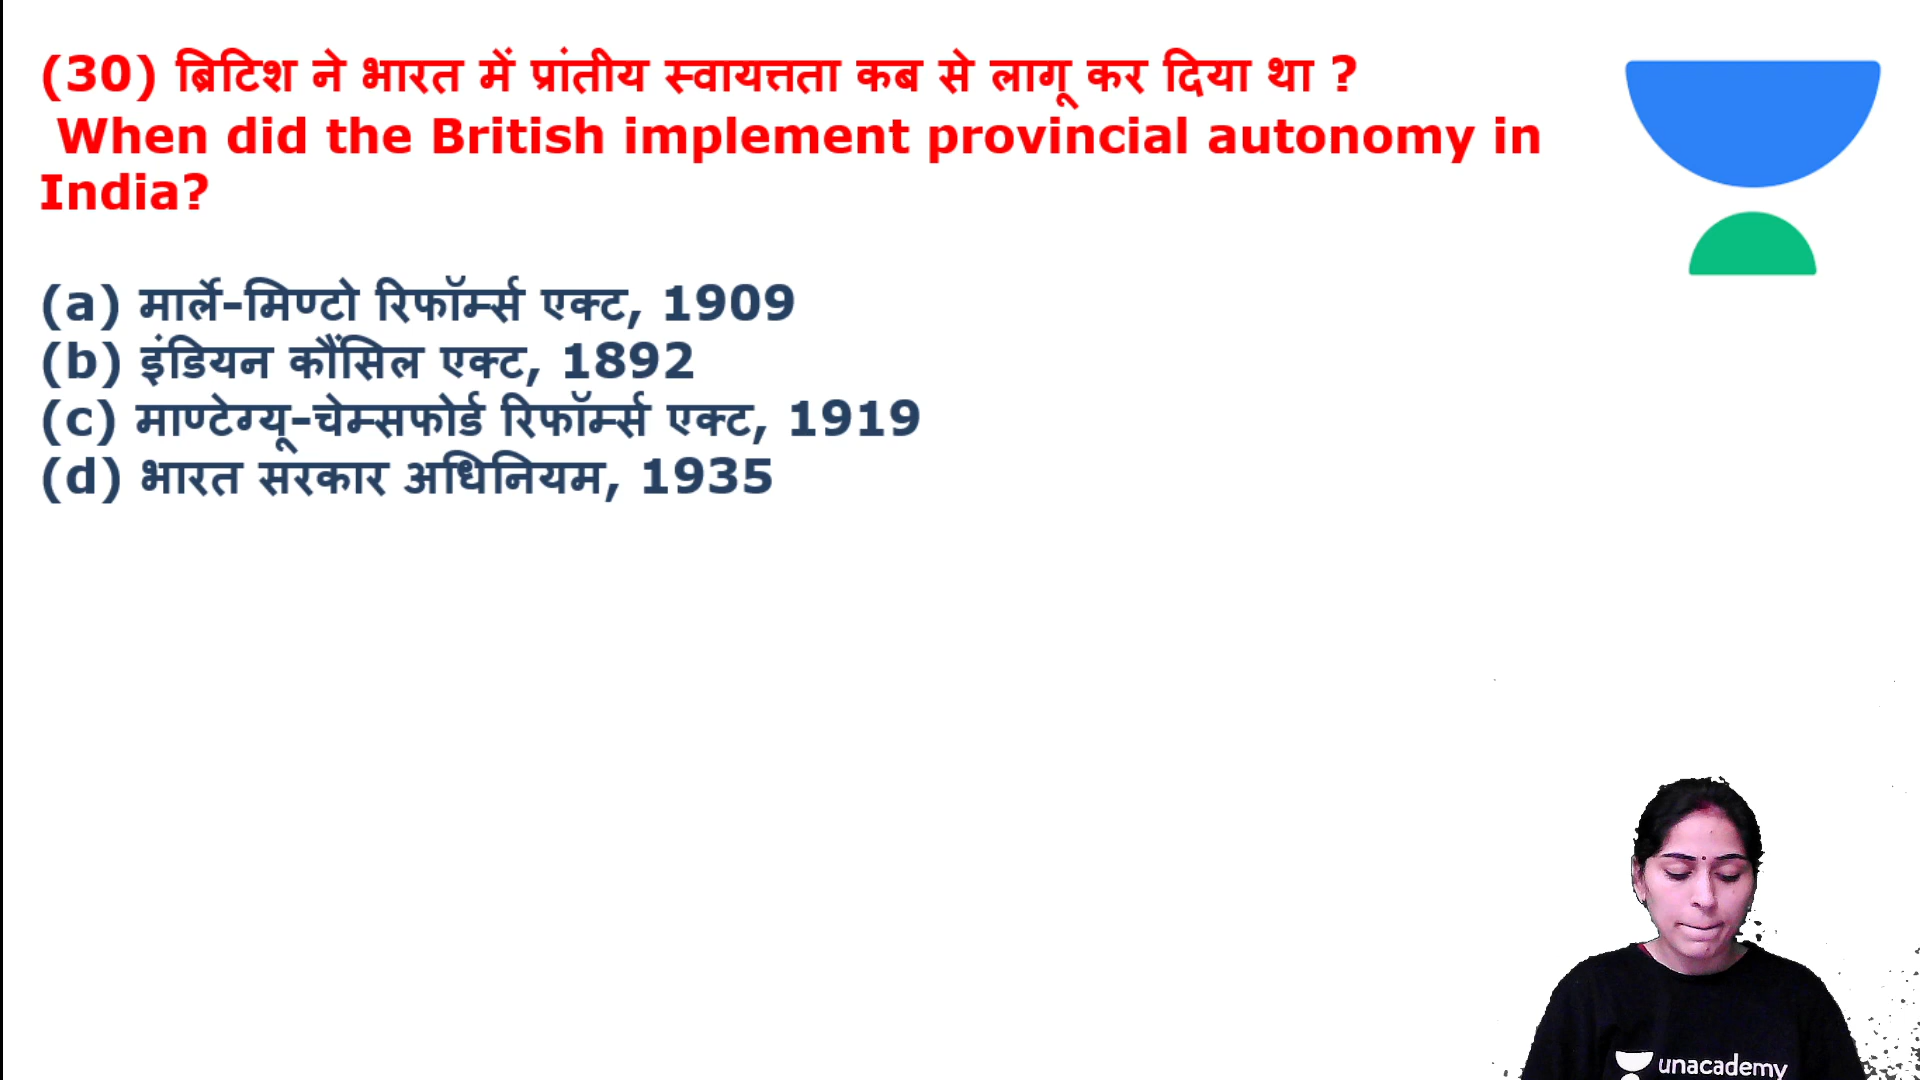 (30) ब्रिटिश ने भारत में प्रांतीय स्वायत्तता कब से लागू कर दिया था ?
When did the British implement provincial autonomy in
India?
(a) मार्ले-मिण्टो रिफॉर्म्स एक्ट, 1909
(b) इंडियन कौंसिल एक्ट, 1892
(c) माण्टेग्यू-चेम्सफोर्ड रिफॉर्म्स एक्ट, 1919
(d) भारत सरकार अधिनियम, 1935
unacademy